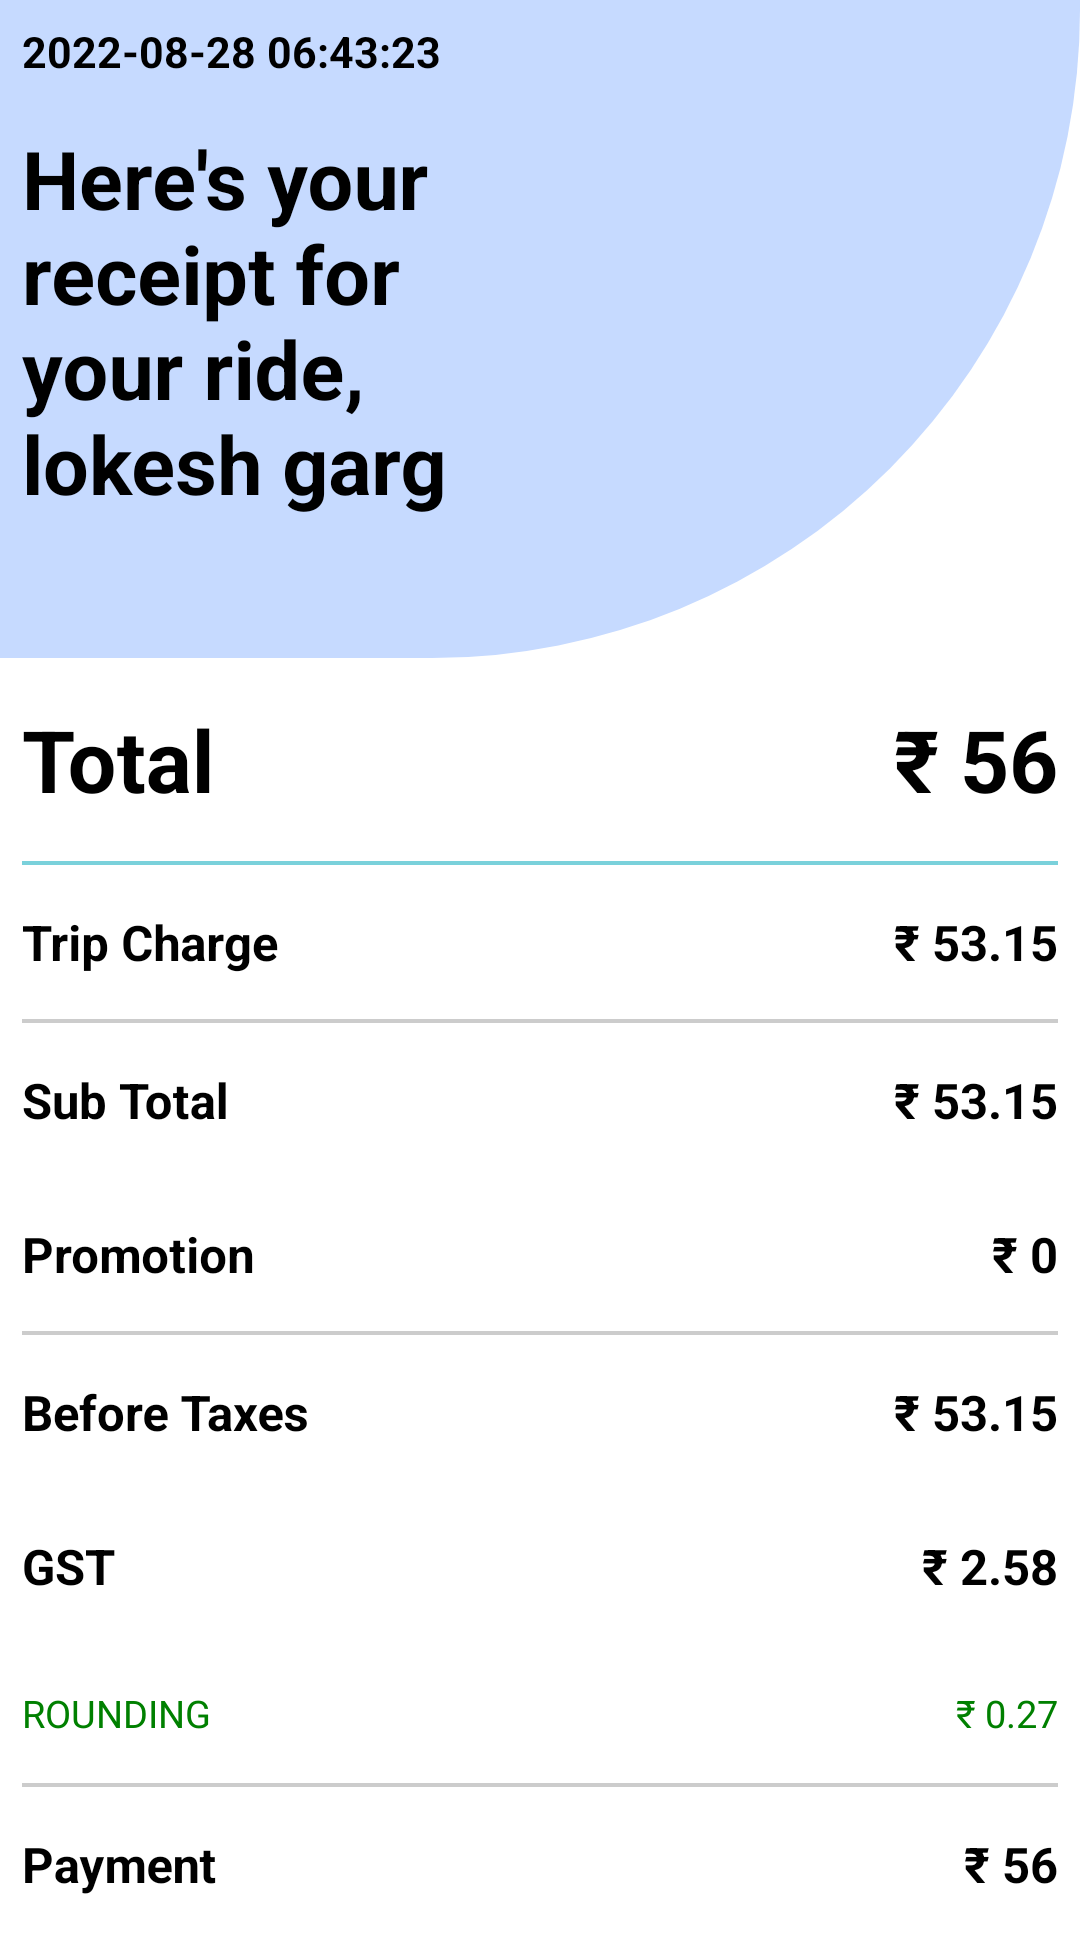 2022-08-28 06:43:23
Here's your
receipt for
your ride,
lokesh garg
Total ₹ 56
Trip Charge ₹ 53.15
Sub Total ₹ 53.15
Promotion ₹ 0
Before Taxes ₹ 53.15
GST ₹ 2.58
ROUNDING ₹ 0.27
Payment ₹ 56